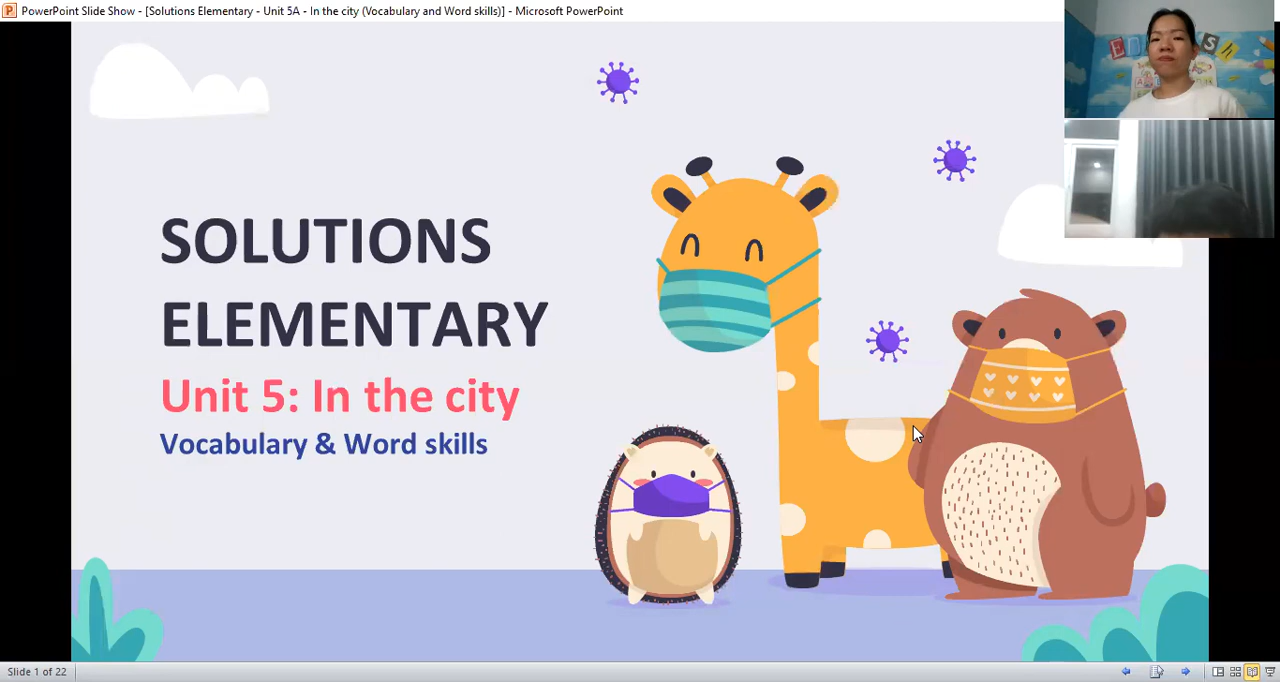 PowerPoint Slide Show - [Solutions Elementary - Unit 5A - In the city (Vocabulary and Word skills)] - Microsoft PowerPoint
SOLUTIONS
ELEMENTARY
Unit 5: In the city
Vocabulary & Word skills
Slide 1 of 22